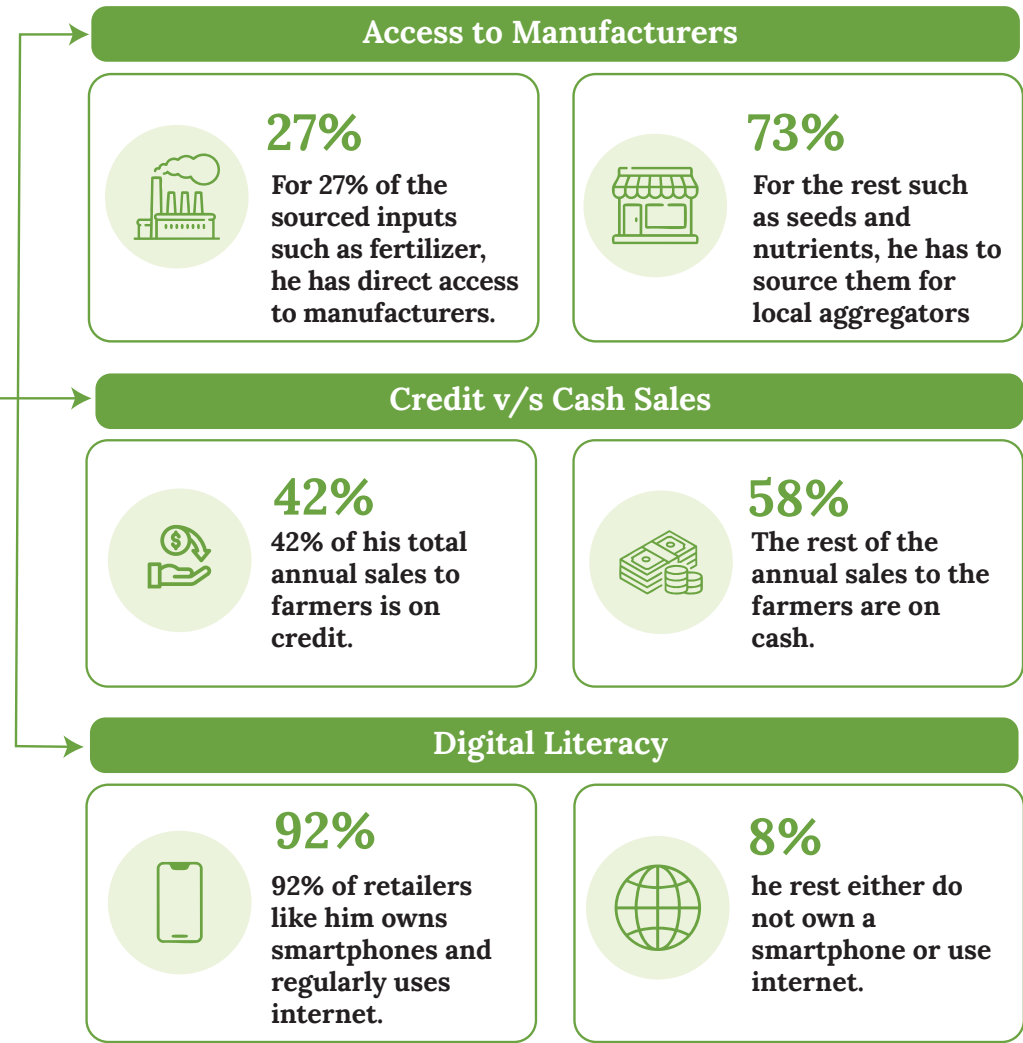 Access to Manufacturers
27%
For 27% of the
sourced inputs
such as fertilizer,
he has direct access
to manufacturers.
73%
For the rest such
as seeds and
nutrients, he has to
source them for
local aggregators
Credit v/s Cash Sales
42%
42% of his total
annual sales to
farmers is on
credit.
58%
The rest of the
annual sales to the
farmers are on
cash.
Digital Literacy
92%
92% of retailers
like him owns
smartphones and
regularly uses
internet.
8%
he rest either do
not own a
smartphone or use
internet.